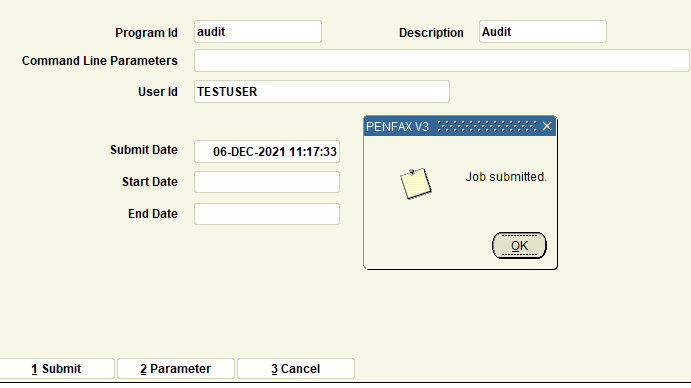 Program Id audit Description Audit
Command Line Parameters
User Id TESTUSER
PENFAX V3
Submit Date 06-DEC-2021 11:17:33
Job submitted.
Start Date
End Date
OK
1 Submit 2 Parameter 3 Cancel